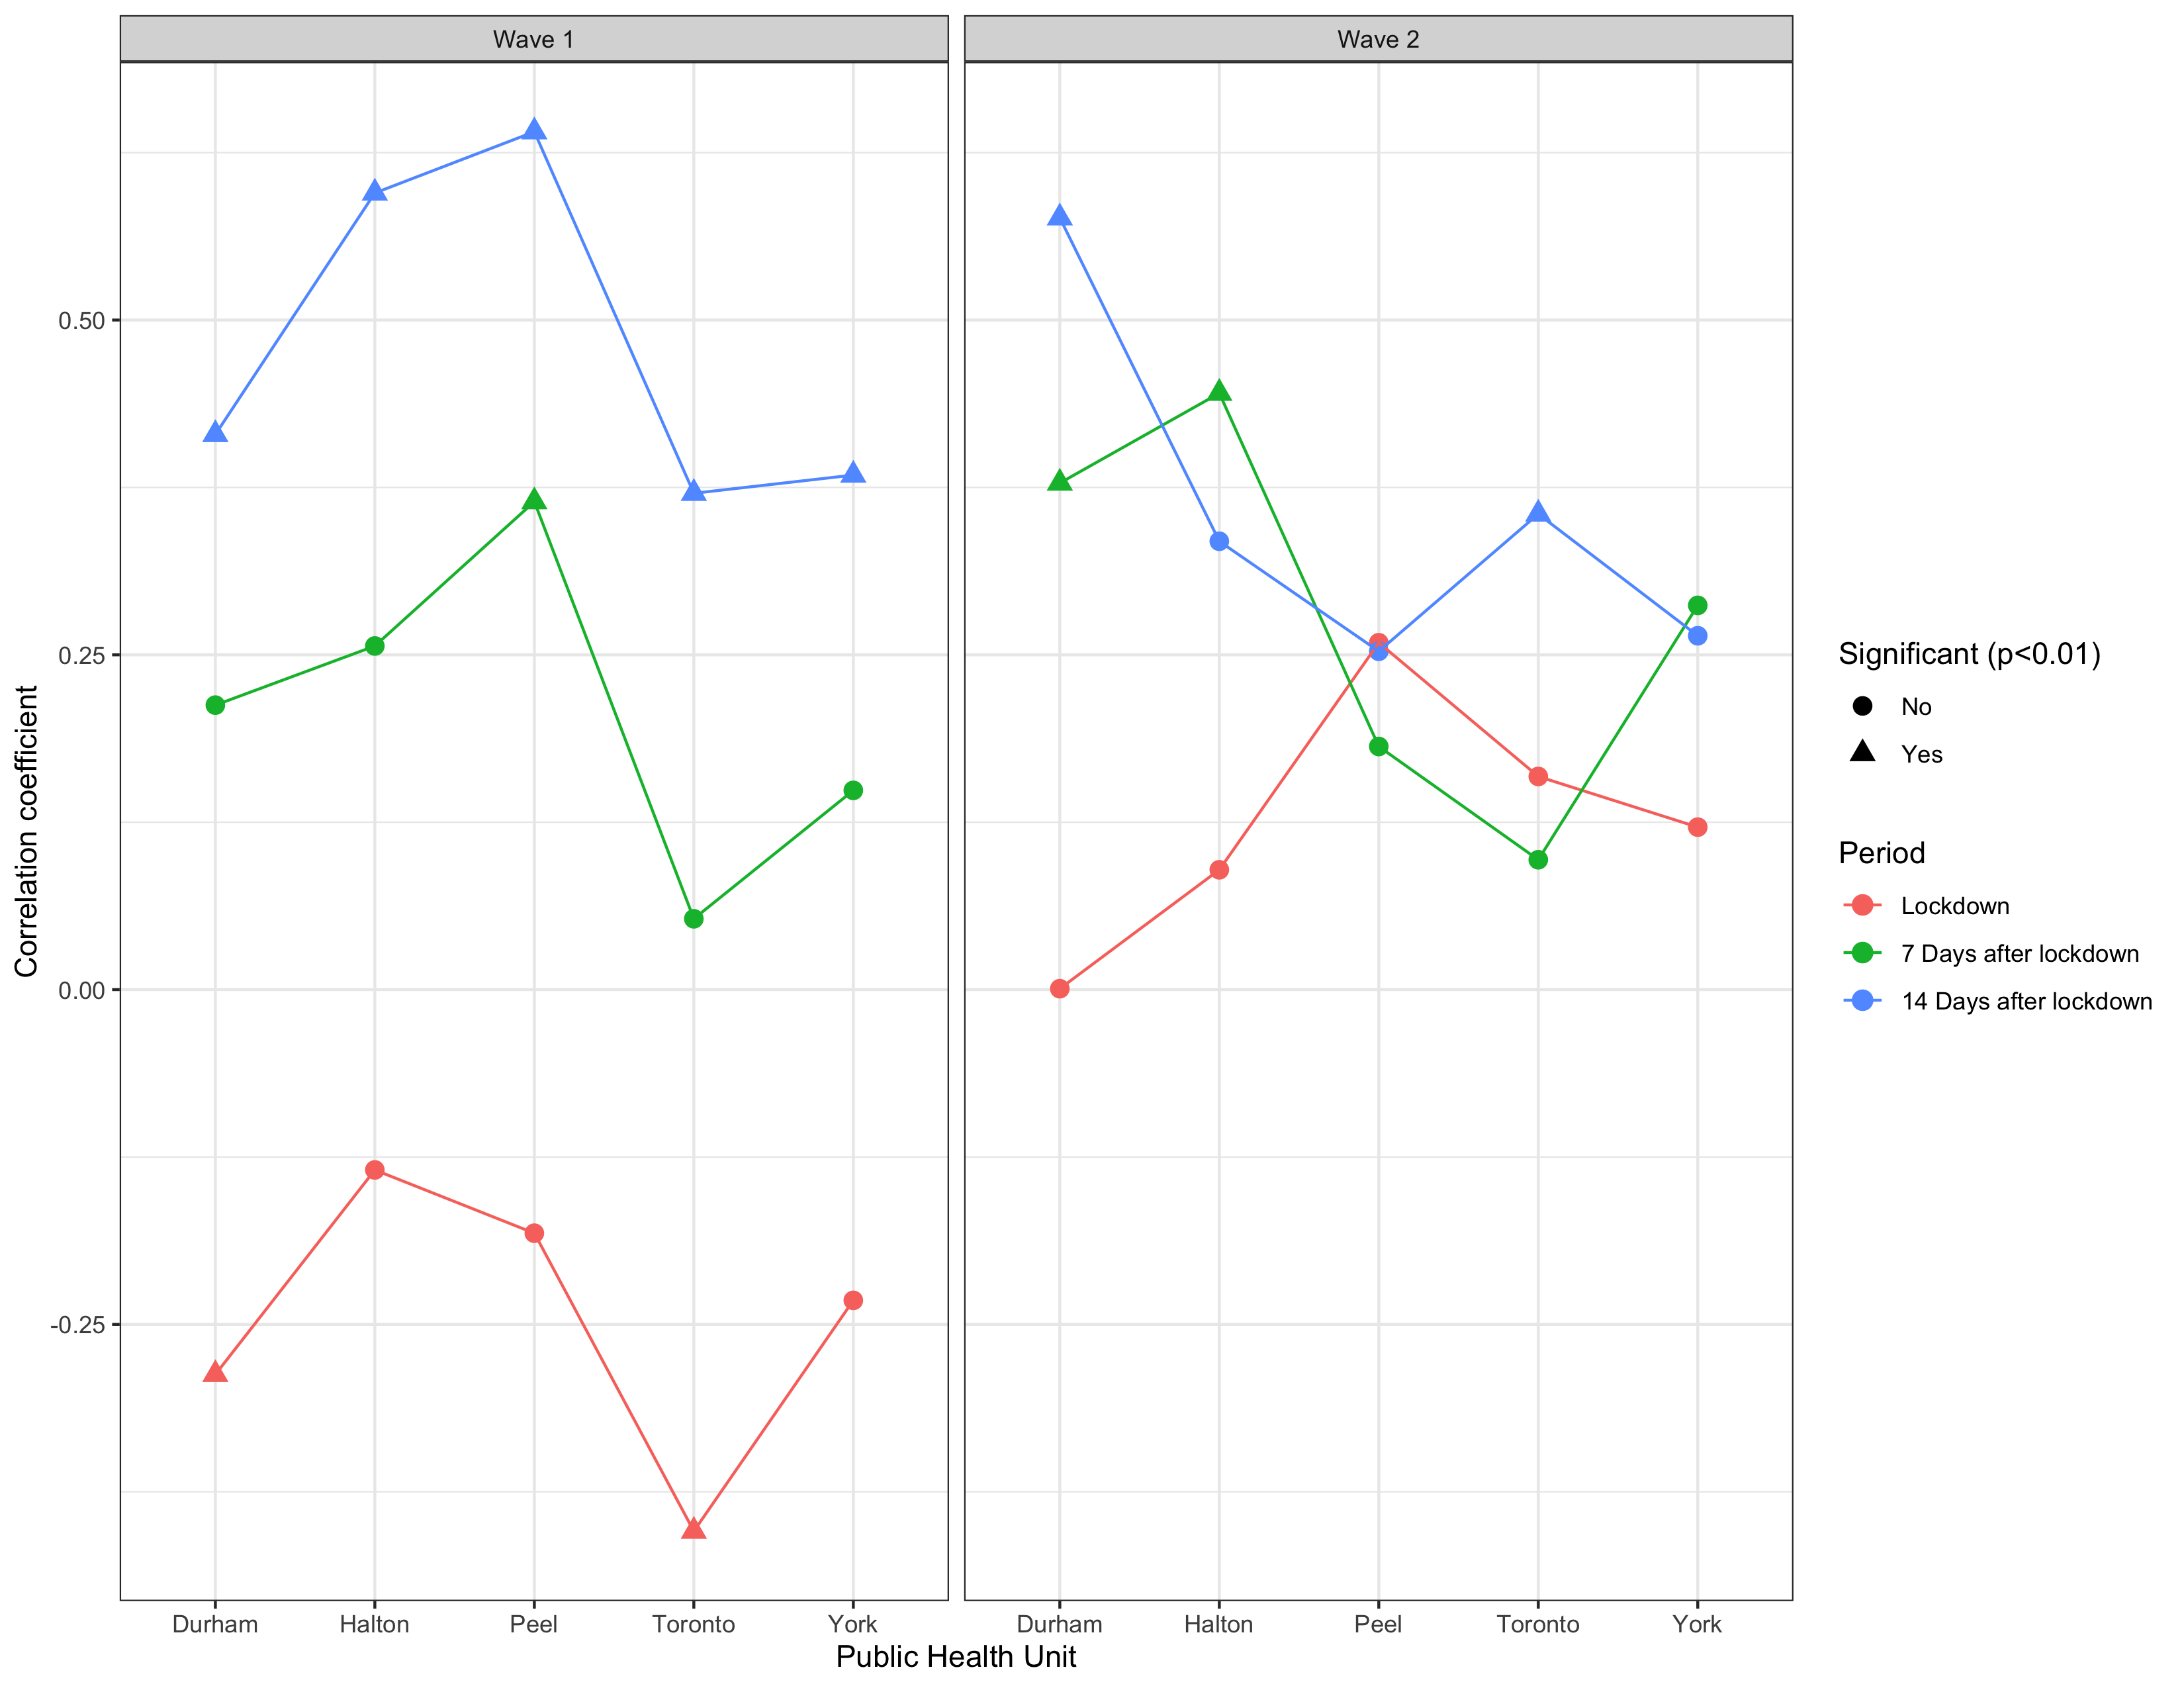 Wave 1
Wave 2
Correlation coefficient
0.50
0.25
0.00
-0.25
Durham Halton Peel Toronto York
Durham Halton Peel Toronto York
Public Health Unit
Significant (p<0.01)
No
Yes
Period
Lockdown
7 Days after lockdown
14 Days after lockdown